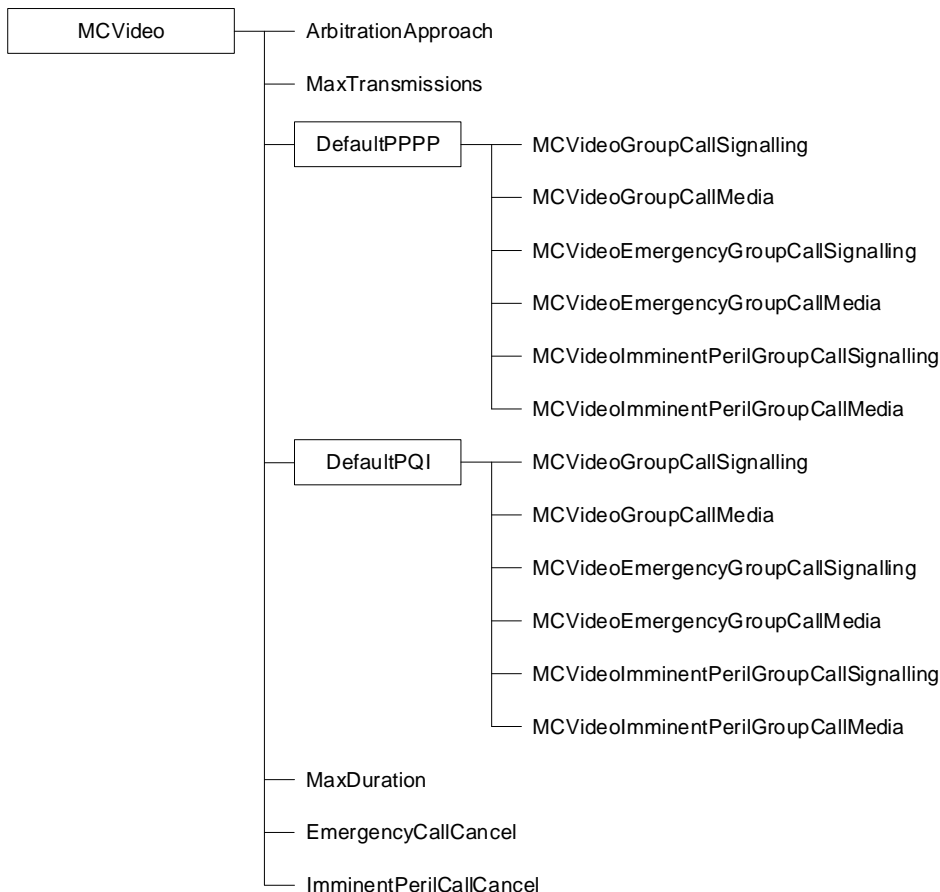 MCVideo
ArbitrationApproach
MaxTransmissions
DefaultPPPP
MCVideoGroupCallSignalling
MCVideoGroupCallMedia
MCVideoEmergencyGroupCallSignalling
MCVideoEmergencyGroupCallMedia
MCVideoImminentPerilGroupCallSignalling
MCVideoImminentPerilGroupCallMedia
DefaultPQI
MCVideoGroupCallSignalling
MCVideoGroupCallMedia
MCVideoEmergencyGroupCallSignalling
MCVideoEmergencyGroupCallMedia
MCVideoImminentPerilGroupCallSignalling
MCVideoImminentPerilGroupCallMedia
MaxDuration
EmergencyCallCancel
ImminentPerilCallCancel